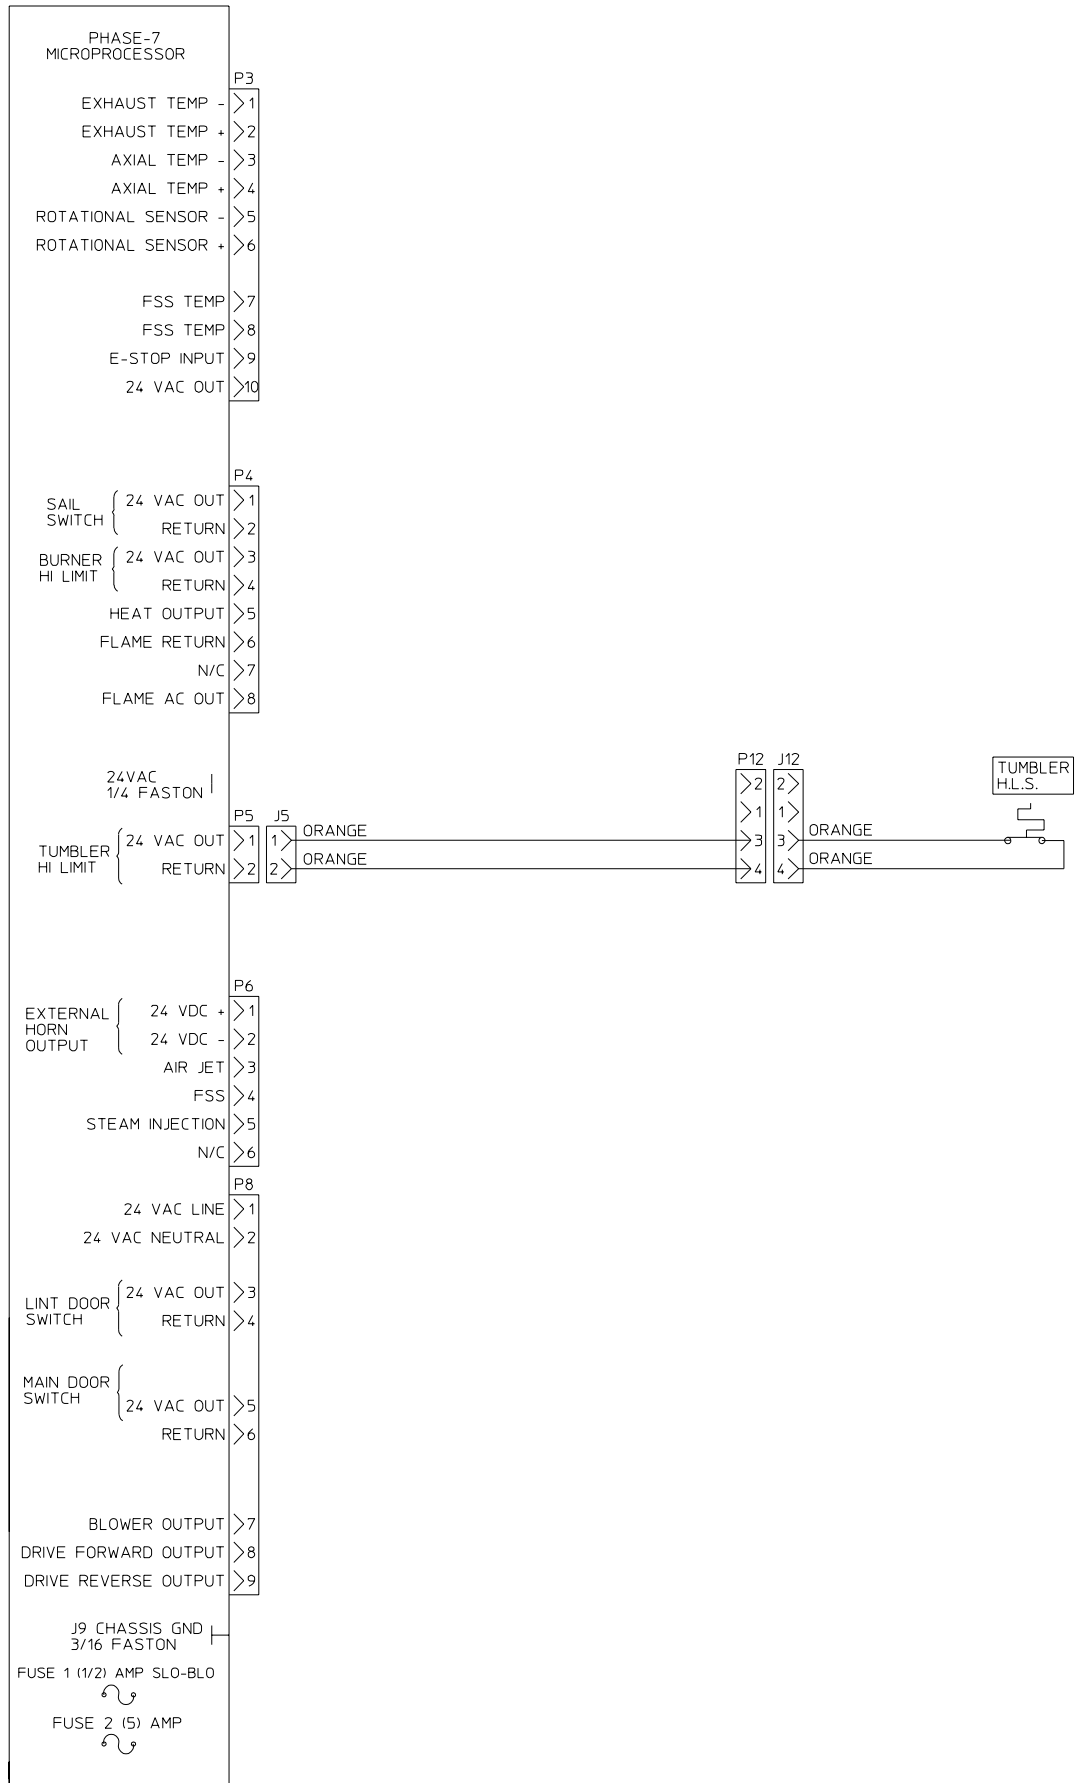 PHASE-7
MICROPROCESSOR
P3
EXHAUST TEMP - 1
EXHAUST TEMP + 2
AXIAL TEMP - 3
AXIAL TEMP + 4
ROTATIONAL SENSOR - 5
ROTATIONAL SENSOR + 6
FSS TEMP 7
FSS TEMP 8
E-STOP INPUT 9
24 VAC OUT 10
P4
SAIL
SWITCH
24 VAC OUT 1
RETURN 2
BURNER
HI LIMIT
24 VAC OUT 3
RETURN 4
HEAT OUTPUT 5
FLAME RETURN 6
N/C 7
FLAME AC OUT 8
24VAC
1/4 FASTON
P5 J5
TUMBLER
HI LIMIT
24 VAC OUT 1 1 ORANGE
RETURN 2 2 ORANGE
P12 J12
2 2
1 1
3 3 ORANGE
4 4 ORANGE
TUMBLER
H.L.S.
P6
EXTERNAL
HORN
OUTPUT
24 VDC + 1
24 VDC - 2
AIR JET 3
FSS 4
STEAM INJECTION 5
N/C 6
P8
24 VAC LINE 1
24 VAC NEUTRAL 2
LINT DOOR
SWITCH
24 VAC OUT 3
RETURN 4
MAIN DOOR
SWITCH
24 VAC OUT 5
RETURN 6
BLOWER OUTPUT 7
DRIVE FORWARD OUTPUT 8
DRIVE REVERSE OUTPUT 9
J9 CHASSIS GND
3/16 FASTON
FUSE 1 (1/2) AMP SLO-BLO
FUSE 2 (5) AMP